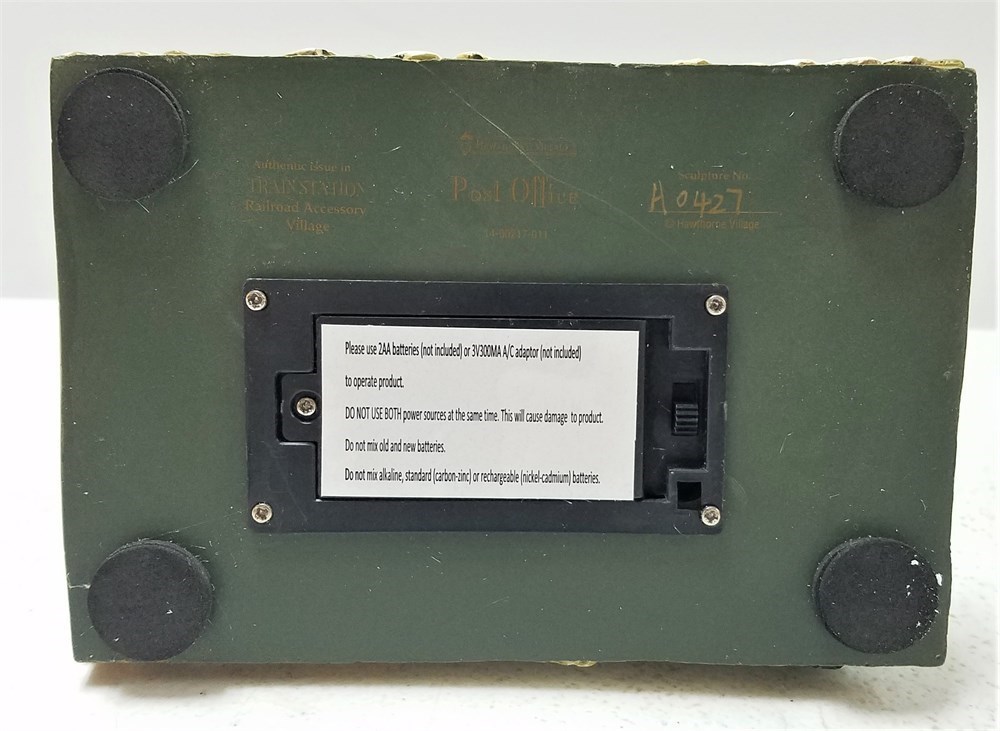 Authentic Issue in
TRAIN STATION
Railroad Accessory
Village
Post Office
Sculpture No.
A0427
© Hawthorne Village
Please use 2AA batteries (not included) or 3V300MA A/C adaptor (not included)
to operate product.
DO NOT USE BOTH power sources at the same time. This will cause damage to product.
Do not mix old and new batteries.
Do not mix alkaline, standard (carbon-zinc) or rechargeable (nickel-cadmium) batteries.